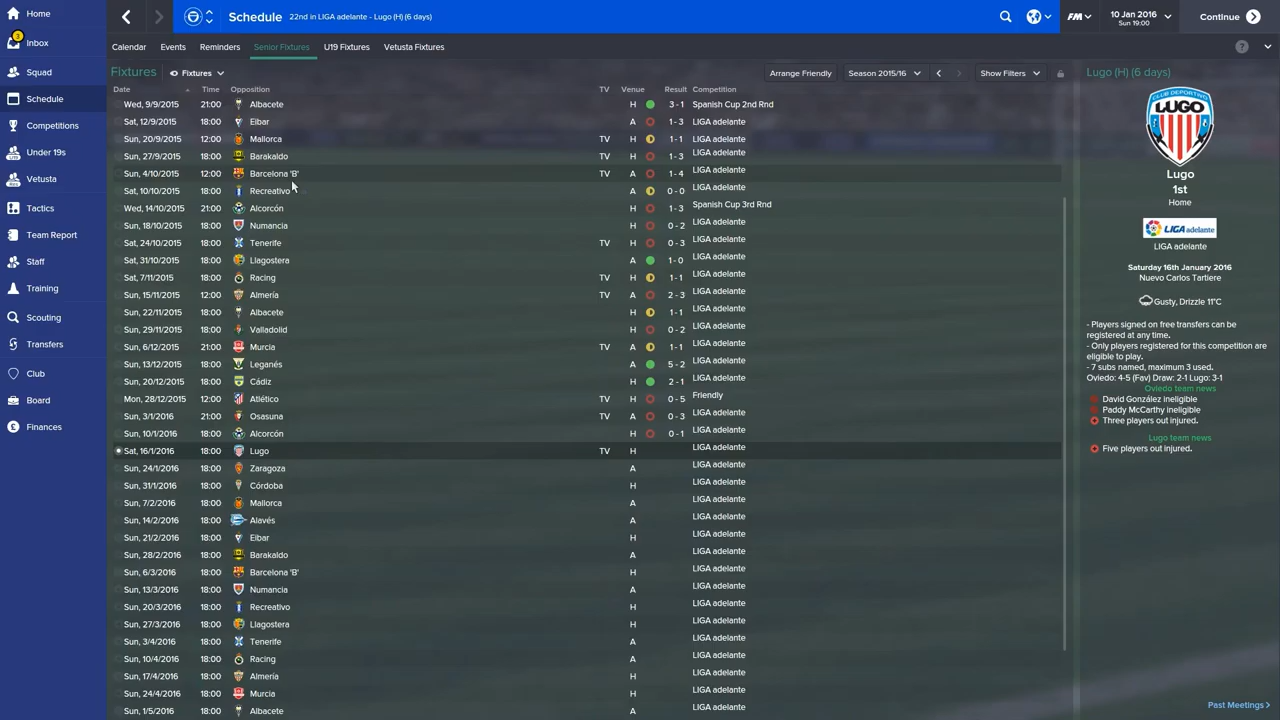 Home
3
Inbox
Squad
Schedule
Competitions
Under 19s
Vetusta
Tactics
Team Report
Staff
Training
Scouting
Transfers
Club
Board
Finances
Schedule 22nd in LIGA adelante - Lugo (H) (6 days)
FM
10 Jan 2016
Sun 19:00
Continue
Calendar Events Reminders Senior Fixtures U19 Fixtures Vetusta Fixtures
?
Fixtures Fixtures Arrange Friendly Season 2015/16 Show Filters
Date Time Opposition TV Venue Result Competition
Wed, 9/9/2015 21:00 Albacete H 3 - 1 Spanish Cup 2nd Rnd
Sat, 12/9/2015 18:00 Eibar A 1 - 3 LIGA adelante
Sun, 20/9/2015 12:00 Mallorca TV H 1 - 1 LIGA adelante
Sun, 27/9/2015 18:00 Barakaldo TV H 1 - 3 LIGA adelante
Sun, 4/10/2015 12:00 Barcelona 'B' TV A 1 - 4 LIGA adelante
Sat, 10/10/2015 18:00 Recreativo A 0 - 0 LIGA adelante
Wed, 14/10/2015 21:00 Alcorcón H 1 - 3 Spanish Cup 3rd Rnd
Sun, 18/10/2015 18:00 Numancia H 0 - 2 LIGA adelante
Sat, 24/10/2015 18:00 Tenerife TV H 0 - 3 LIGA adelante
Sat, 31/10/2015 18:00 Llagostera A 1 - 0 LIGA adelante
Sat, 7/11/2015 18:00 Racing TV H 1 - 1 LIGA adelante
Sun, 15/11/2015 12:00 Almería TV A 2 - 3 LIGA adelante
Sun, 22/11/2015 18:00 Albacete H 1 - 1 LIGA adelante
Sun, 29/11/2015 18:00 Valladolid H 0 - 2 LIGA adelante
Sun, 6/12/2015 21:00 Murcia TV A 1 - 1 LIGA adelante
Sun, 13/12/2015 18:00 Leganés A 5 - 2 LIGA adelante
Sun, 20/12/2015 18:00 Cádiz H 2 - 1 LIGA adelante
Mon, 28/12/2015 12:00 Atlético TV H 0 - 5 Friendly
Sun, 3/1/2016 21:00 Osasuna TV A 0 - 3 LIGA adelante
Sun, 10/1/2016 18:00 Alcorcón H 0 - 1 LIGA adelante
Sat, 16/1/2016 18:00 Lugo TV H LIGA adelante
Sun, 24/1/2016 18:00 Zaragoza A LIGA adelante
Sun, 31/1/2016 18:00 Córdoba H LIGA adelante
Sun, 7/2/2016 18:00 Mallorca A LIGA adelante
Sun, 14/2/2016 18:00 Alavés A LIGA adelante
Sun, 21/2/2016 18:00 Eibar H LIGA adelante
Sun, 28/2/2016 18:00 Barakaldo A LIGA adelante
Sun, 6/3/2016 18:00 Barcelona 'B' H LIGA adelante
Sun, 13/3/2016 18:00 Numancia A LIGA adelante
Sun, 20/3/2016 18:00 Recreativo H LIGA adelante
Sun, 27/3/2016 18:00 Llagostera H LIGA adelante
Sun, 3/4/2016 18:00 Tenerife A LIGA adelante
Sun, 10/4/2016 18:00 Racing A LIGA adelante
Sun, 17/4/2016 18:00 Almería H LIGA adelante
Sun, 24/4/2016 18:00 Murcia H LIGA adelante
Sun, 1/5/2016 18:00 Albacete A LIGA adelante
Lugo (H) (6 days)
CLUB DEPORTIVO
LUGO
Lugo
1st
Home
LIGA adelante
LIGA adelante
Saturday 16th January 2016
Nuevo Carlos Tartiere
Gusty, Drizzle 11°C
- Players signed on free transfers can be
registered at any time.
- Only players registered for this competition are
eligible to play.
- 7 subs named, maximum 3 used.
Oviedo: 4-5 (Fav) Draw: 2-1 Lugo: 3-1
Oviedo team news
David González ineligible
Paddy McCarthy ineligible
Three players out injured.
Lugo team news
Five players out injured.
Past Meetings >